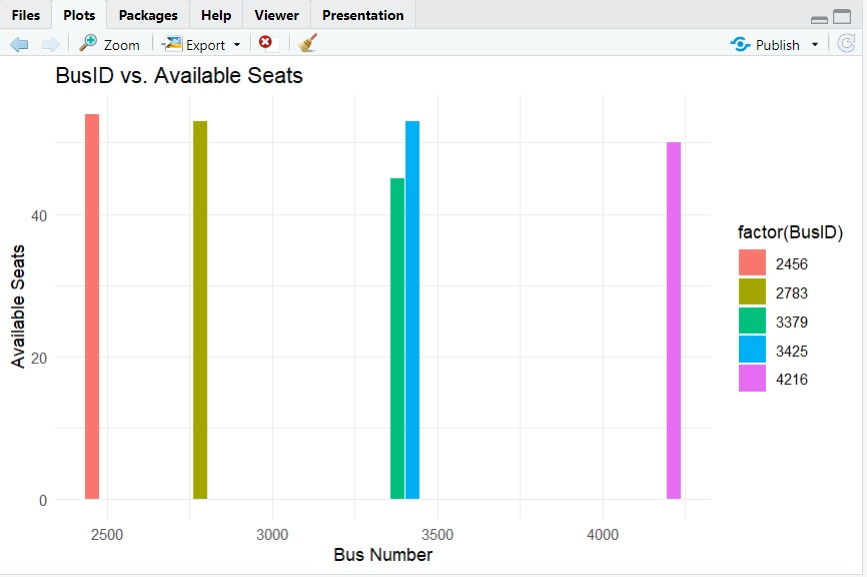 Files Plots Packages Help Viewer Presentation
Zoom Export Publish
BusID vs. Available Seats
Available Seats
40
20
0
2500 3000 3500 4000
Bus Number
factor(BusID)
2456
2783
3379
3425
4216